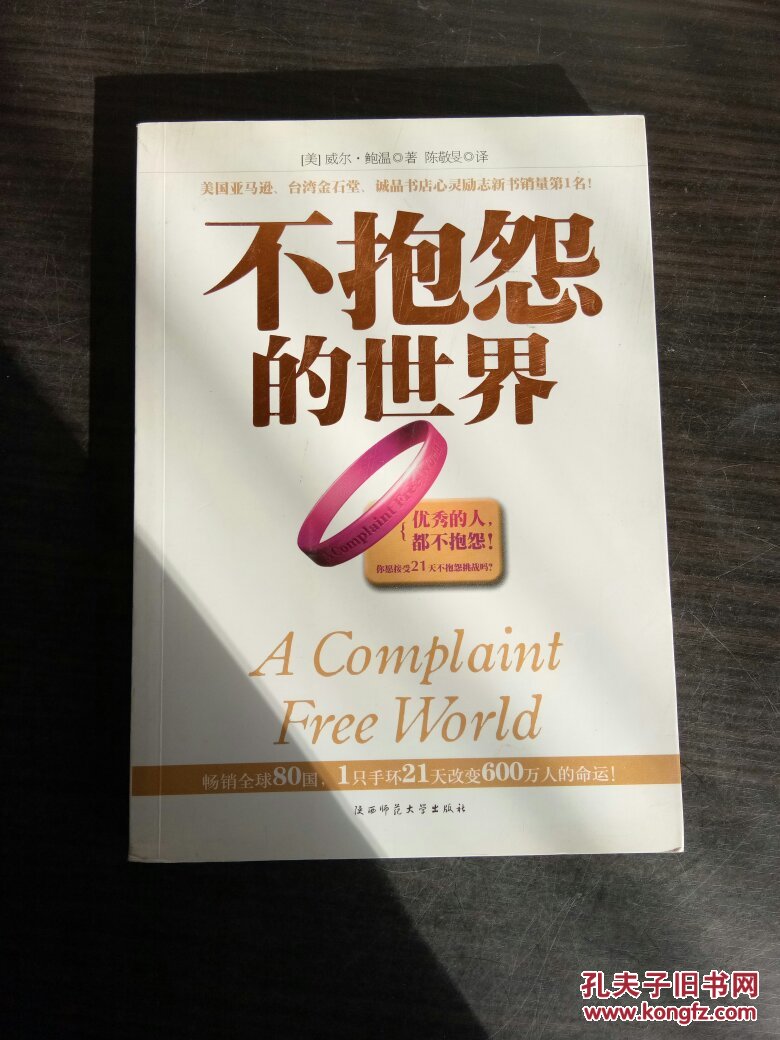 [美] 威尔·鲍温◎著 陈敬旻◎译
美国亚马逊、台湾金石堂、诚品书店心灵励志新书销量第1名!
不抱怨
的世界
A Complaint Free World
优秀的人,
都不抱怨!
你愿接受21天不抱怨挑战吗?
A Complaint
Free World
畅销全球80国,1只手环21天改变600万人的命运!
陕西师范大学出版社
孔夫子旧书网
www.kongfz.com